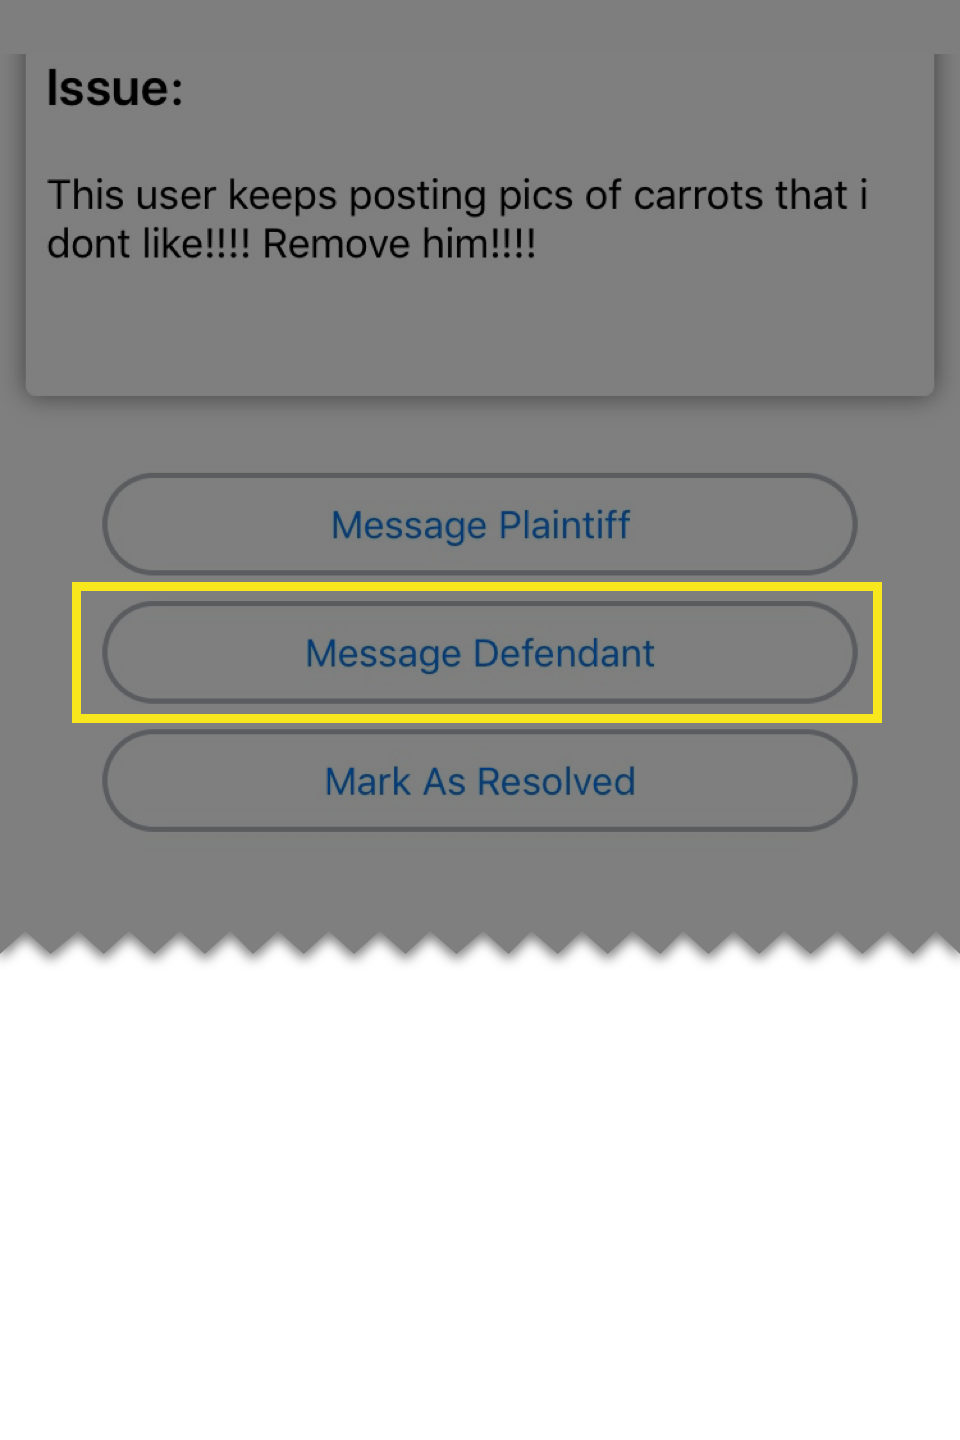 Issue:
This user keeps posting pics of carrots that i
dont like!!!! Remove him!!!!
Message Plaintiff
Message Defendant
Mark As Resolved